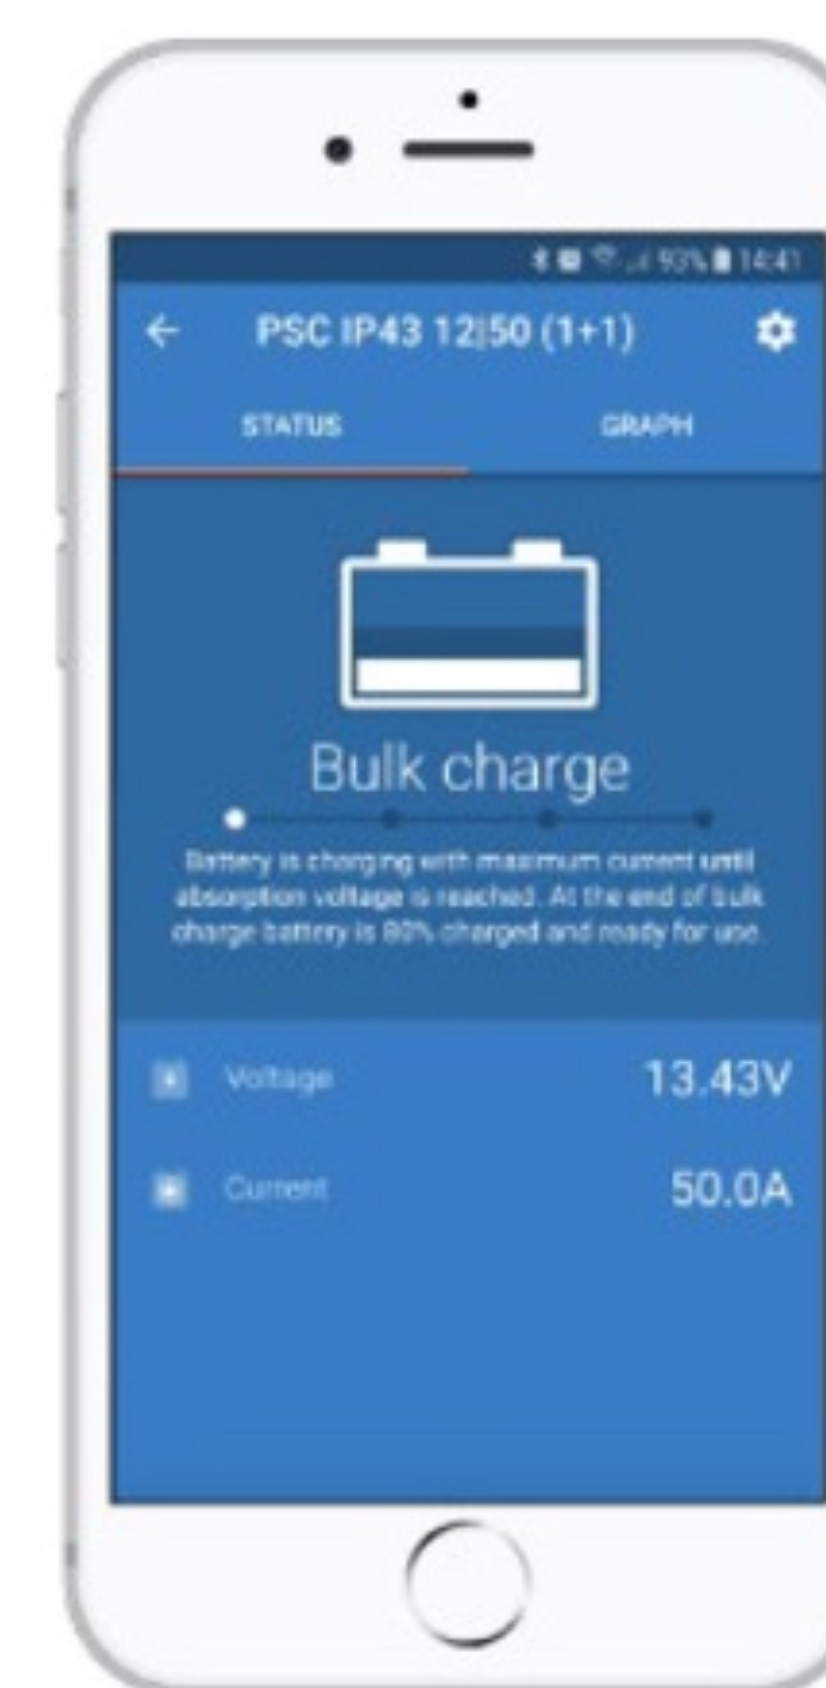 93% 14:41
PSC IP43 12|50 (1+1)
STATUS GRAPH
Bulk charge
Battery is charging with maximum current until
absorption voltage is reached. At the end of bulk
charge battery is 80% charged and ready for use.
Voltage 13.43V
Current 50.0A